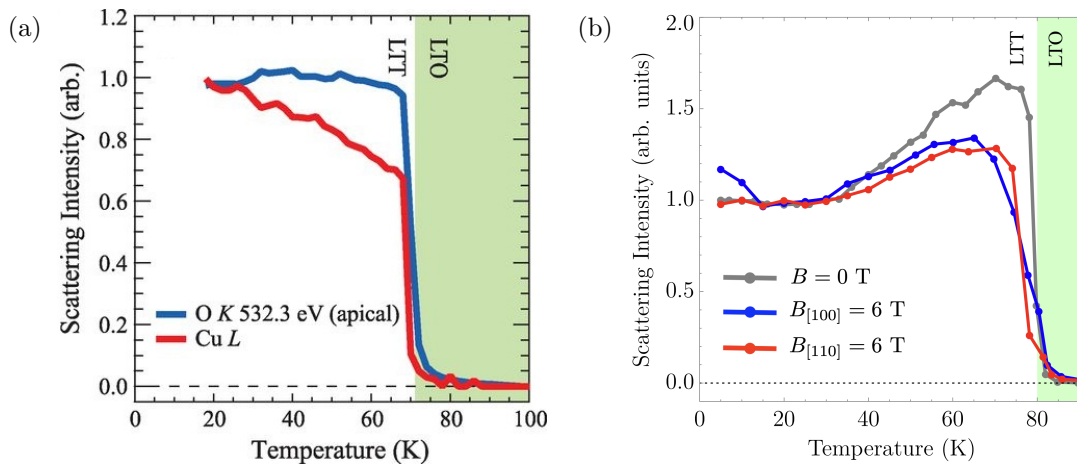 (a)
1.2
1.0
0.8
0.6
0.4
0.2
0.0
Scattering Intensity (arb.)
LTT
LTO
O K 532.3 eV (apical)
Cu L
0 20 40 60 80 100
Temperature (K)
(b)
2.0
1.5
1.0
0.5
0.0
Scattering Intensity (arb. units)
LTT
LTO
B = 0 T
B[100] = 6 T
B[110] = 6 T
0 20 40 60 80
Temperature (K)